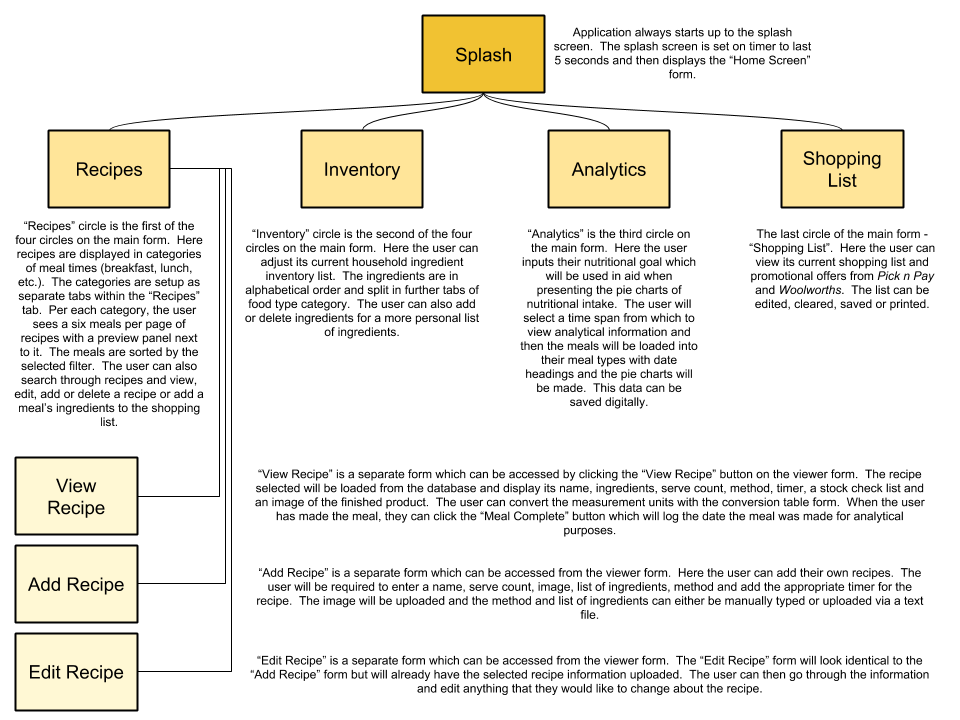 Splash
Application always starts up to the splash
screen.  The splash screen is set on timer to last
5 seconds and then displays the “Home Screen”
form.
Recipes
Inventory
Analytics
Shopping
List
“Recipes” circle is the first of the
four circles on the main form.  Here
recipes are displayed in categories
of meal times (breakfast, lunch,
etc.).  The categories are setup as
separate tabs within the “Recipes”
tab.  Per each category, the user
sees a six meals per page of
recipes with a preview panel next
to it.  The meals are sorted by the
selected filter.  The user can also
search through recipes and view,
edit, add or delete a recipe or add a
meal’s ingredients to the shopping
list.
“Inventory” circle is the second of the four
circles on the main form.  Here the user can
adjust its current household ingredient
inventory list.  The ingredients are in
alphabetical order and split in further tabs of
food type category.  The user can also add
or delete ingredients for a more personal list
of ingredients.
“Analytics” is the third circle on
the main form.  Here the user
inputs their nutritional goal which
will be used in aid when
presenting the pie charts of
nutritional intake.  The user will
select a time span from which to
view analytical information and
then the meals will be loaded into
their meal types with date
headings and the pie charts will
be made.  This data can be
saved digitally.
The last circle of the main form -
“Shopping List”.  Here the user can
view its current shopping list and
promotional offers from Pick n Pay
and Woolworths.  The list can be
edited, cleared, saved or printed.
View
Recipe
“View Recipe” is a separate form which can be accessed by clicking the “View Recipe” button on the viewer form.  The recipe
selected will be loaded from the database and display its name, ingredients, serve count, method, timer, a stock check list and
an image of the finished product.  The user can convert the measurement units with the conversion table form.  When the user
has made the meal, they can click the “Meal Complete” button which will log the date the meal was made for analytical
purposes.
Add Recipe
“Add Recipe” is a separate form which can be accessed from the viewer form.  Here the user can add their own recipes.  The
user will be required to enter a name, serve count, image, list of ingredients, method and add the appropriate timer for the
recipe.  The image will be uploaded and the method and list of ingredients can either be manually typed or uploaded via a text
file.
Edit Recipe
“Edit Recipe” is a separate form which can be accessed from the viewer form.  The “Edit Recipe” form will look identical to the
“Add Recipe” form but will already have the selected recipe information uploaded.  The user can then go through the information
and edit anything that they would like to change about the recipe.